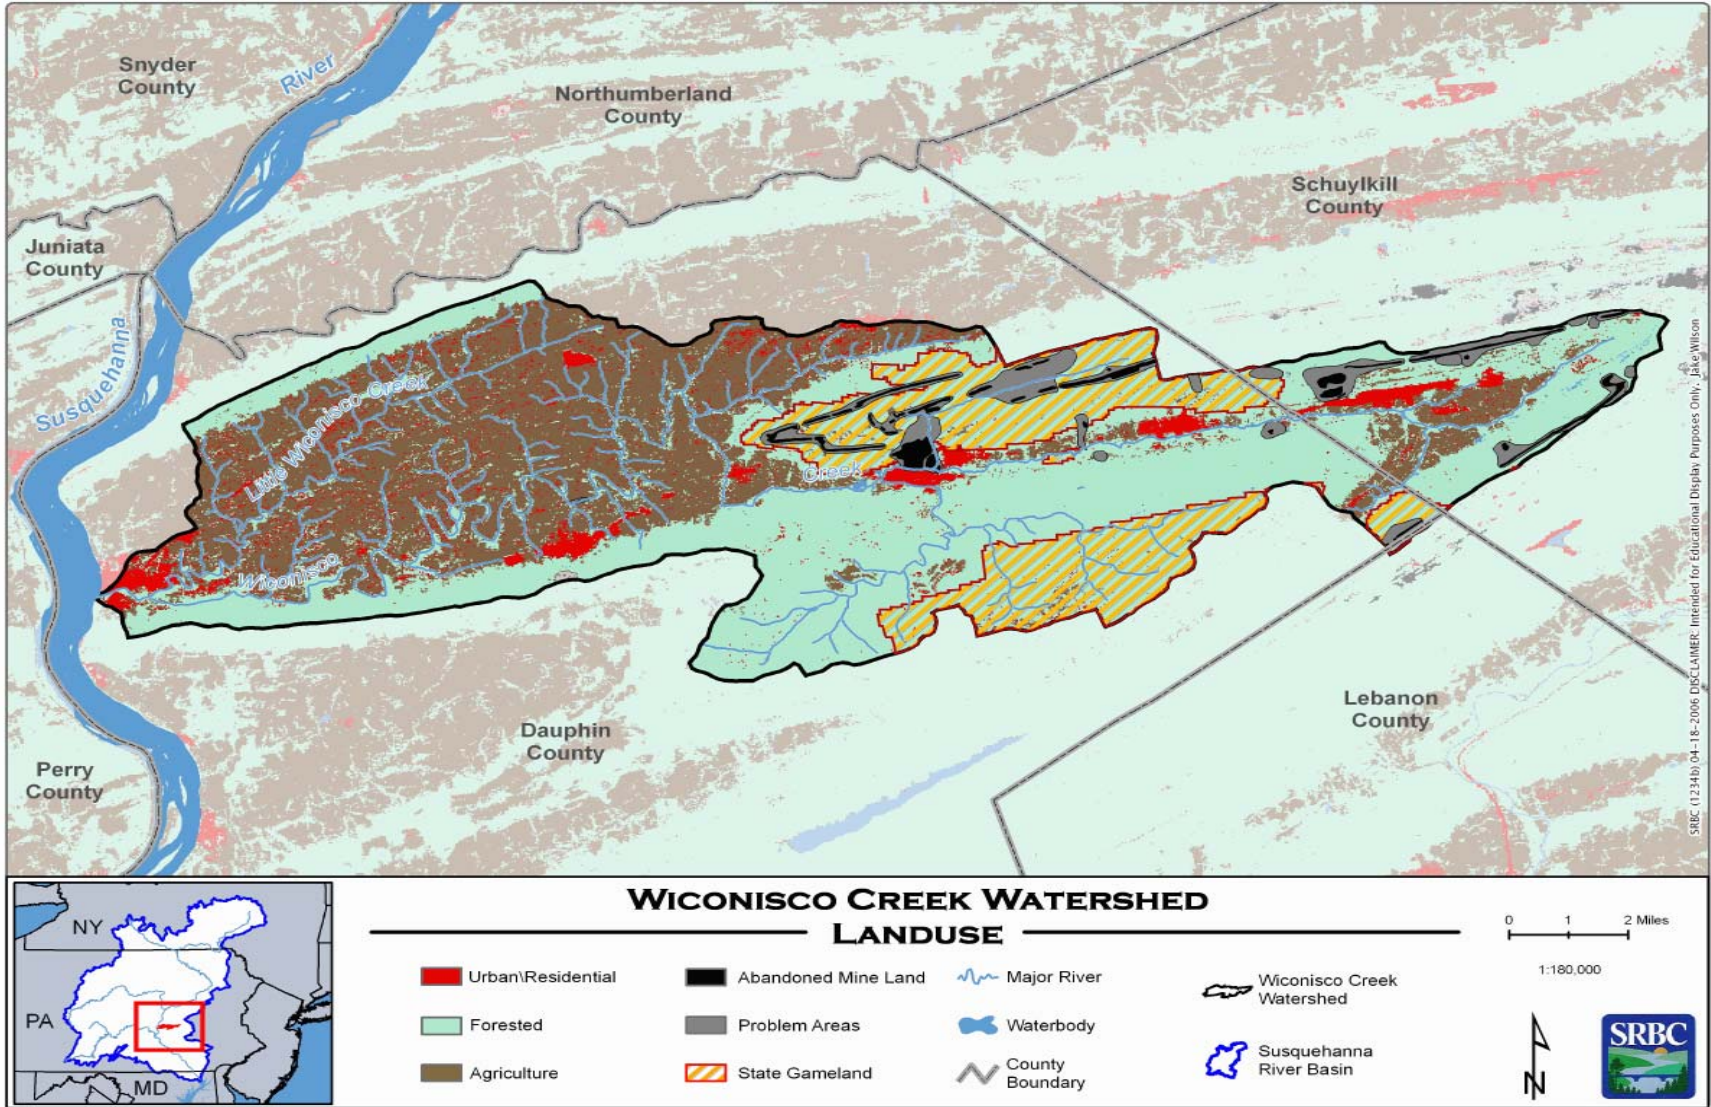 Snyder
County
River
Northumberland
County
Schuylkill
County
Juniata
County
Susquehanna
Little Wiconisco Creek
Creek
Wiconisco
Dauphin
County
Lebanon
County
Perry
County
SRBC (1234b) 04-18-2006 DISCLAIMER: Intended for Educational Display Purposes Only. Jake Wilson
NY
PA
MD
WICONISCO CREEK WATERSHED
LANDUSE
0 1 2 Miles
1:180,000
Urban\Residential
Forested
Agriculture
Abandoned Mine Land
Problem Areas
State Gameland
Major River
Waterbody
County
Boundary
Wiconisco Creek
Watershed
Susquehanna
River Basin
N
SRBC